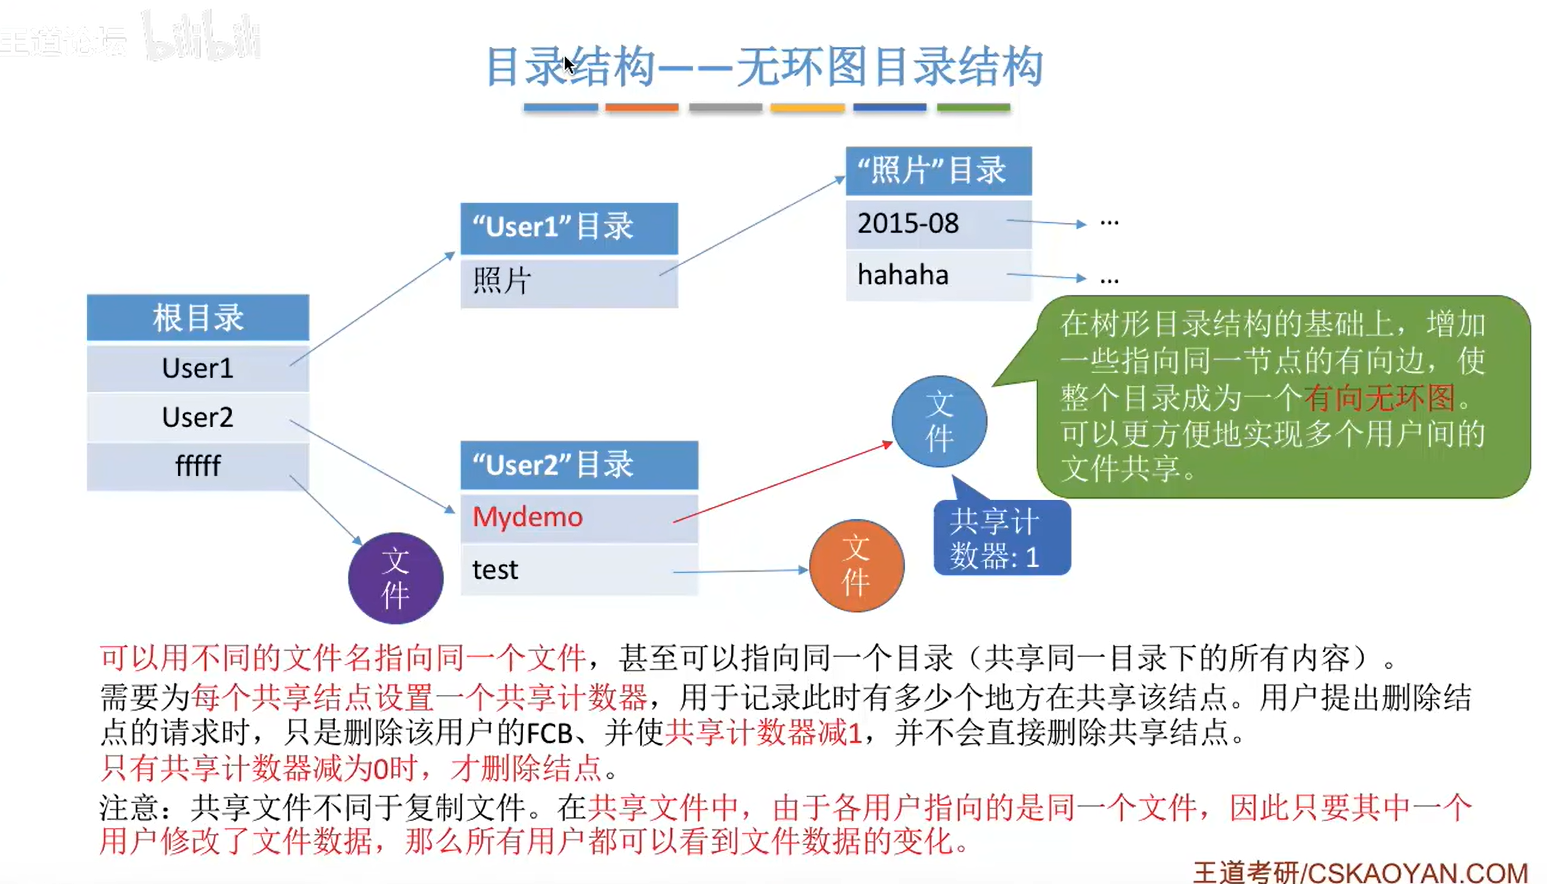 王道论坛 bilibili
目录结构——无环图目录结构
“照片”目录
2015-08
...
hahaha
...
“User1”目录
照片
根目录
User1
User2
fffff
在树形目录结构的基础上，增加
一些指向同一节点的有向边，使
整个目录成为一个有向无环图。
可以更方便地实现多个用户间的
文件共享。
文
件
“User2”目录
Mydemo
test
共享计
数器: 1
文
件
文
件
可以用不同的文件名指向同一个文件，甚至可以指向同一个目录（共享同一目录下的所有内容）。
需要为每个共享结点设置一个共享计数器，用于记录此时有多少个地方在共享该结点。用户提出删除结
点的请求时，只是删除该用户的FCB、并使共享计数器减1，并不会直接删除共享结点。
只有共享计数器减为0时，才删除结点。
注意：共享文件不同于复制文件。在共享文件中，由于各用户指向的是同一个文件，因此只要其中一个
用户修改了文件数据，那么所有用户都可以看到文件数据的变化。
王道考研/CSKAOYAN.COM